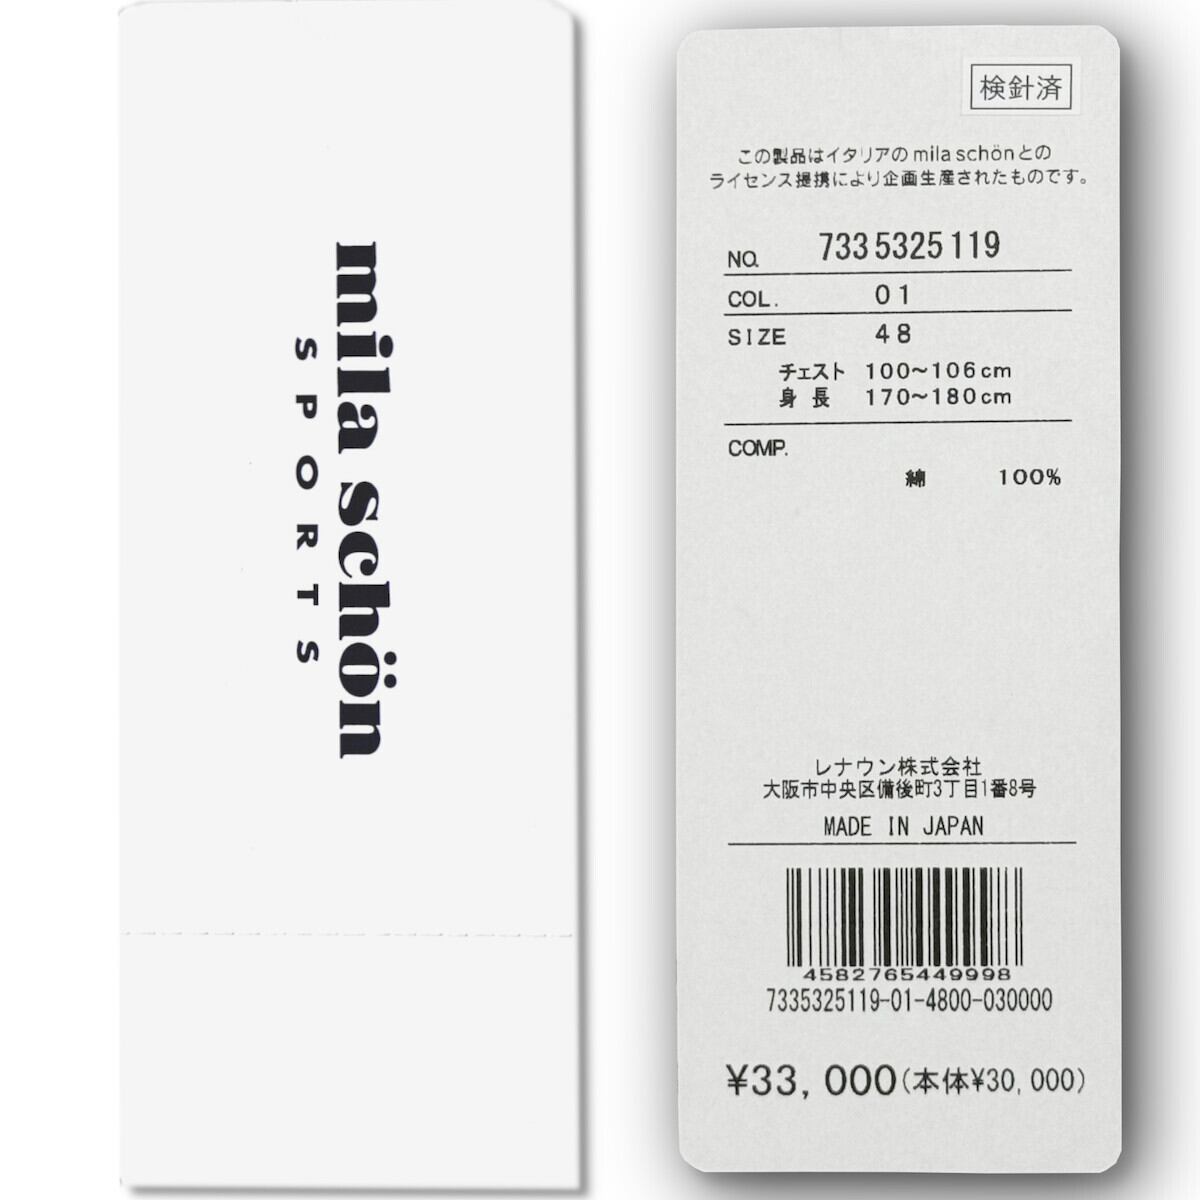 mila schön
SPORTS
検針済
この製品はイタリアのmila schönとの
ライセンス提携により企画生産されたものです。
NO. 7335325119
COL. 01
SIZE 48
チェスト 100~106cm
身長 170~180cm
COMP.
綿 100%
レナウン株式会社
大阪市中央区備後町3丁目1番8号
MADE IN JAPAN
4582765449998
7335325119-01-4800-030000
¥33,000(本体¥30,000)